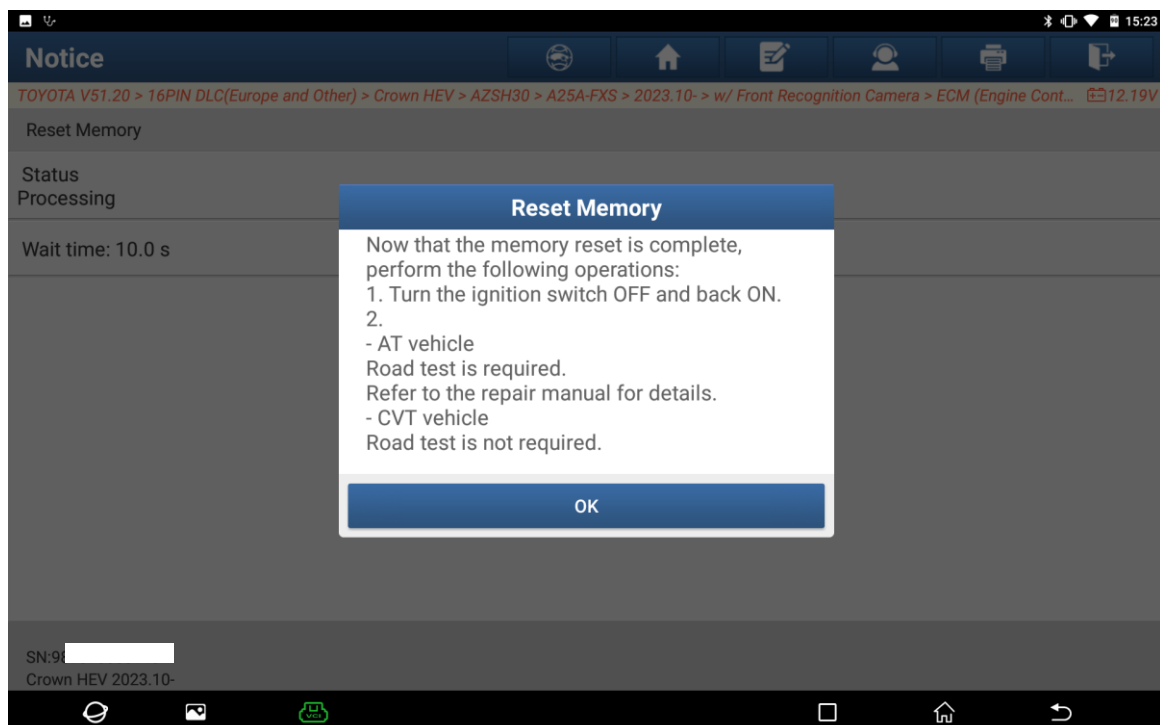 15:23
Notice
TOYOTA V51.20 > 16PIN DLC(Europe and Other) > Crown HEV > AZSH30 > A25A-FXS > 2023.10- > w/ Front Recognition Camera > ECM (Engine Cont... 12.19V
Reset Memory
Status
Processing
Wait time: 10.0 s
Reset Memory
Now that the memory reset is complete,
perform the following operations:
1. Turn the ignition switch OFF and back ON.
2.
- AT vehicle
Road test is required.
Refer to the repair manual for details.
- CVT vehicle
Road test is not required.
OK
SN:98
Crown HEV 2023.10-
VCI